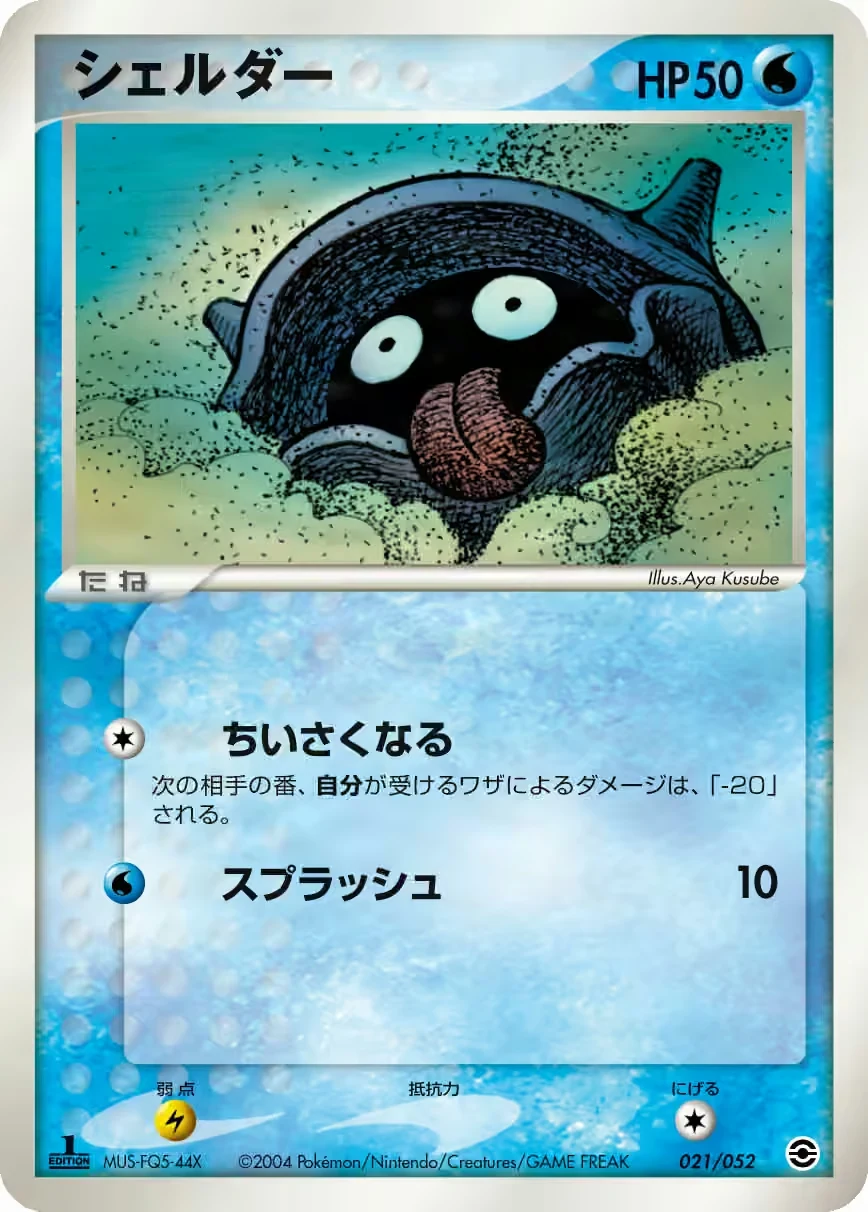 シェルダー HP50
たね Illus.Aya Kusube
ちいさくなる
次の相手の番、自分が受けるワザによるダメージは、「-20」
される。
スプラッシュ 10
弱点 抵抗力 にげる
1 EDITION MUS-FQ5-44X ©2004 Pokémon/Nintendo/Creatures/GAME FREAK 021/052